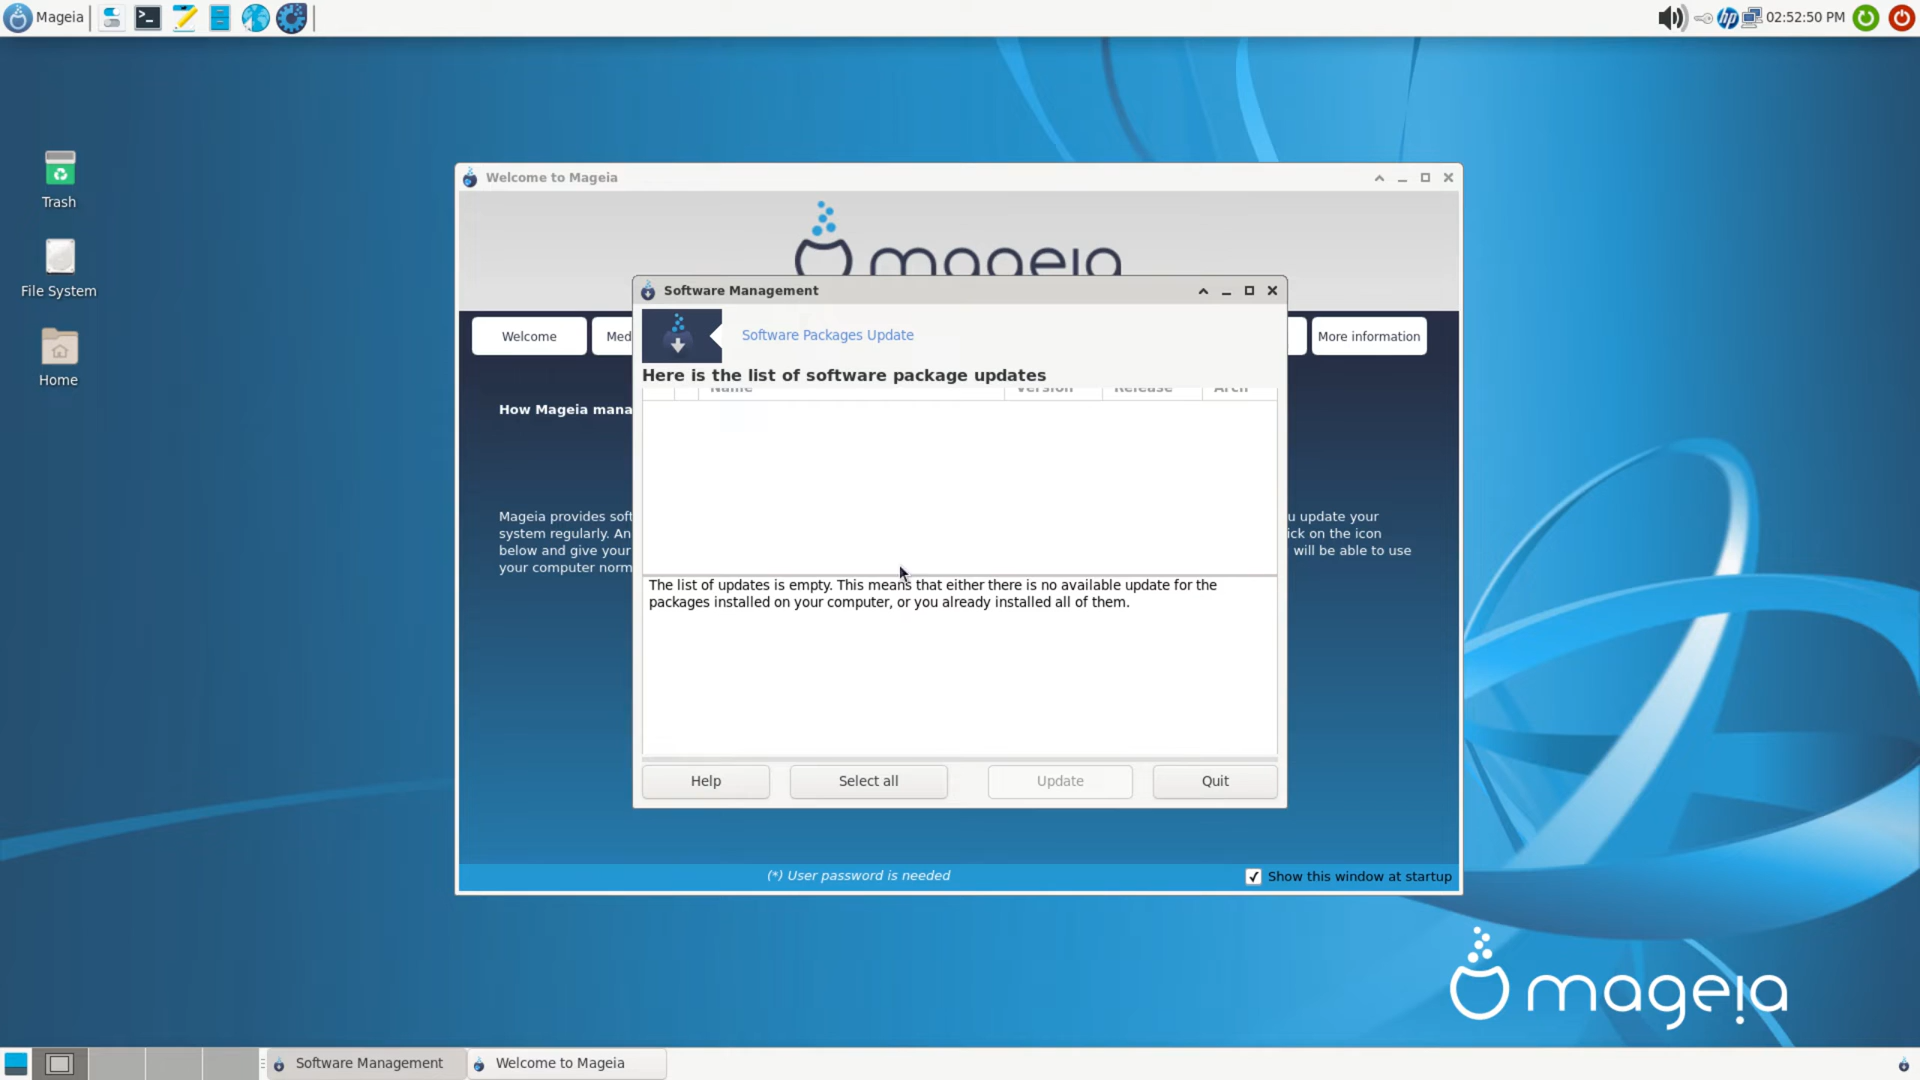 Mageia
hp
02:52:50 PM
Trash
File System
Home
Welcome to Mageia
mageia
Software Management
Welcome
Med
More information
Software Packages Update
Here is the list of software package updates
Name Version Release Arch
How Mageia mana
Mageia provides soft
u update your
system regularly. An
ick on the icon
below and give your
will be able to use
your computer norm
The list of updates is empty. This means that either there is no available update for the
packages installed on your computer, or you already installed all of them.
Help
Select all
Update
Quit
(*) User password is needed
Show this window at startup
mageia
Software Management
Welcome to Mageia